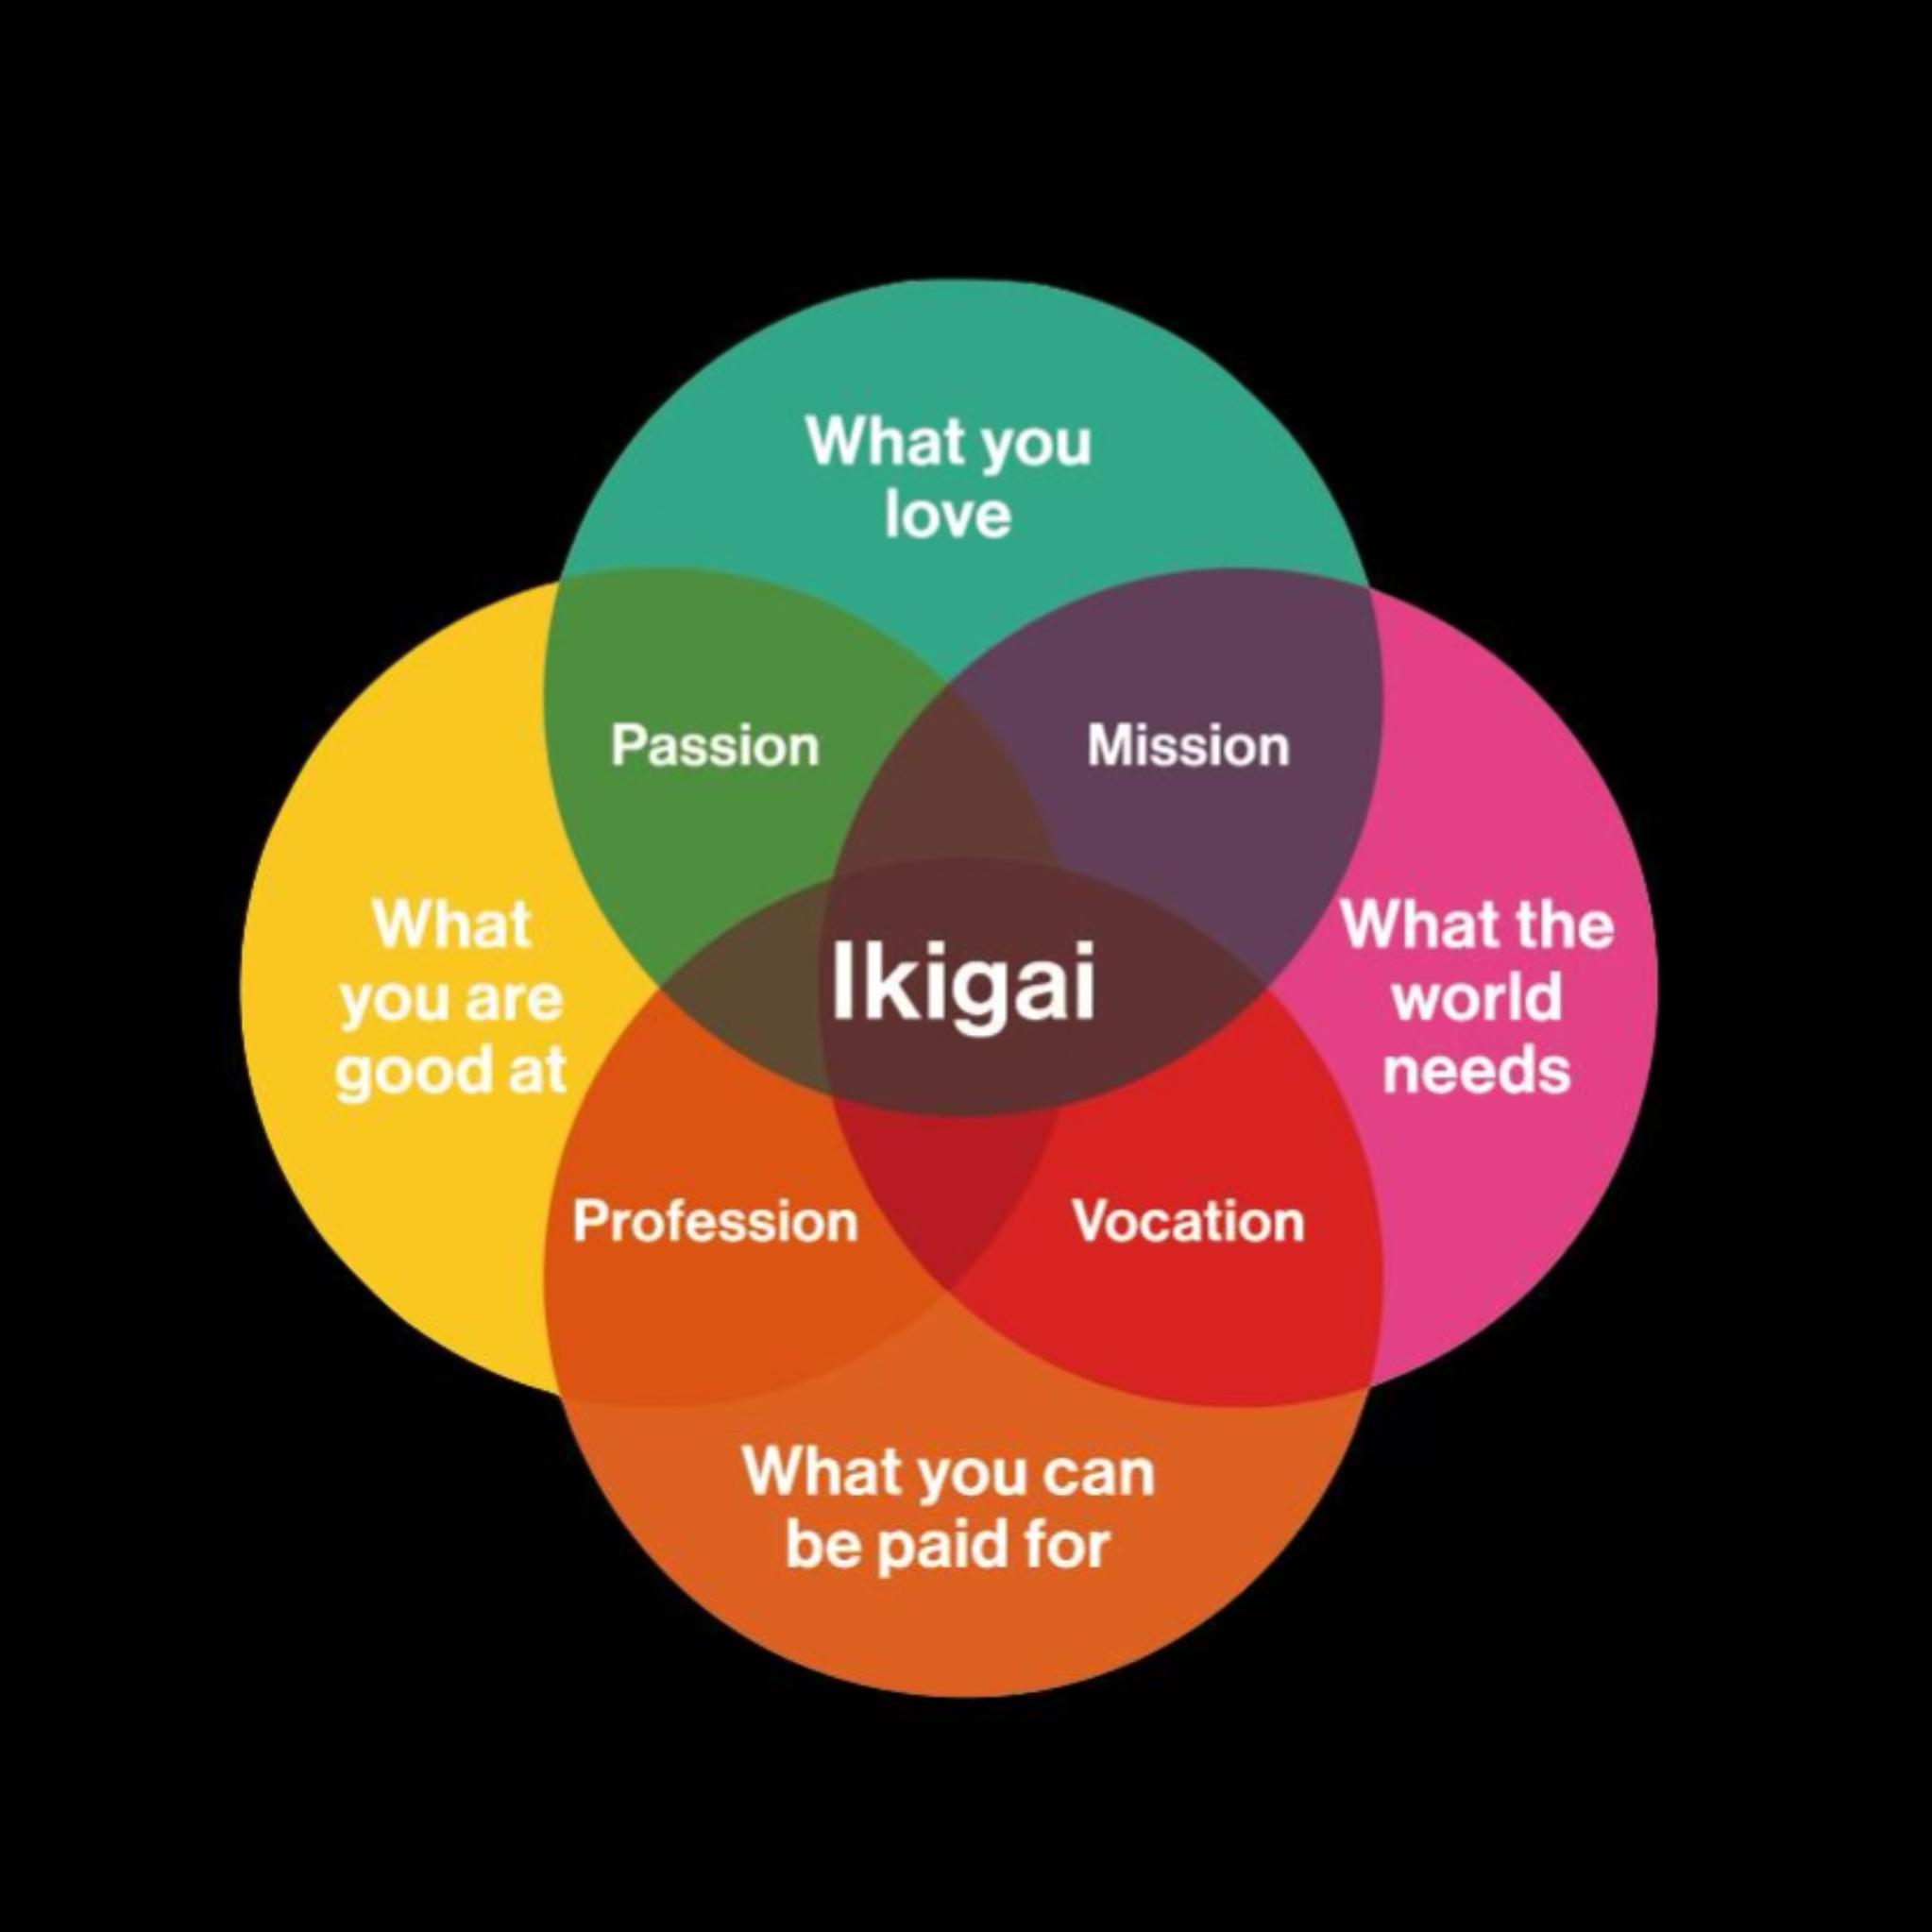 What you
love
Passion
Mission
What
you are
good at
Ikigai
What the
world
needs
Profession
Vocation
What you can
be paid for